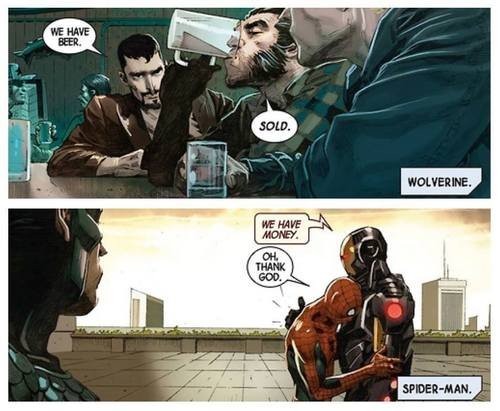 WE HAVE
BEER.
SOLD.
WOLVERINE.
WE HAVE
MONEY.
OH,
THANK
GOD.
SPIDER-MAN.